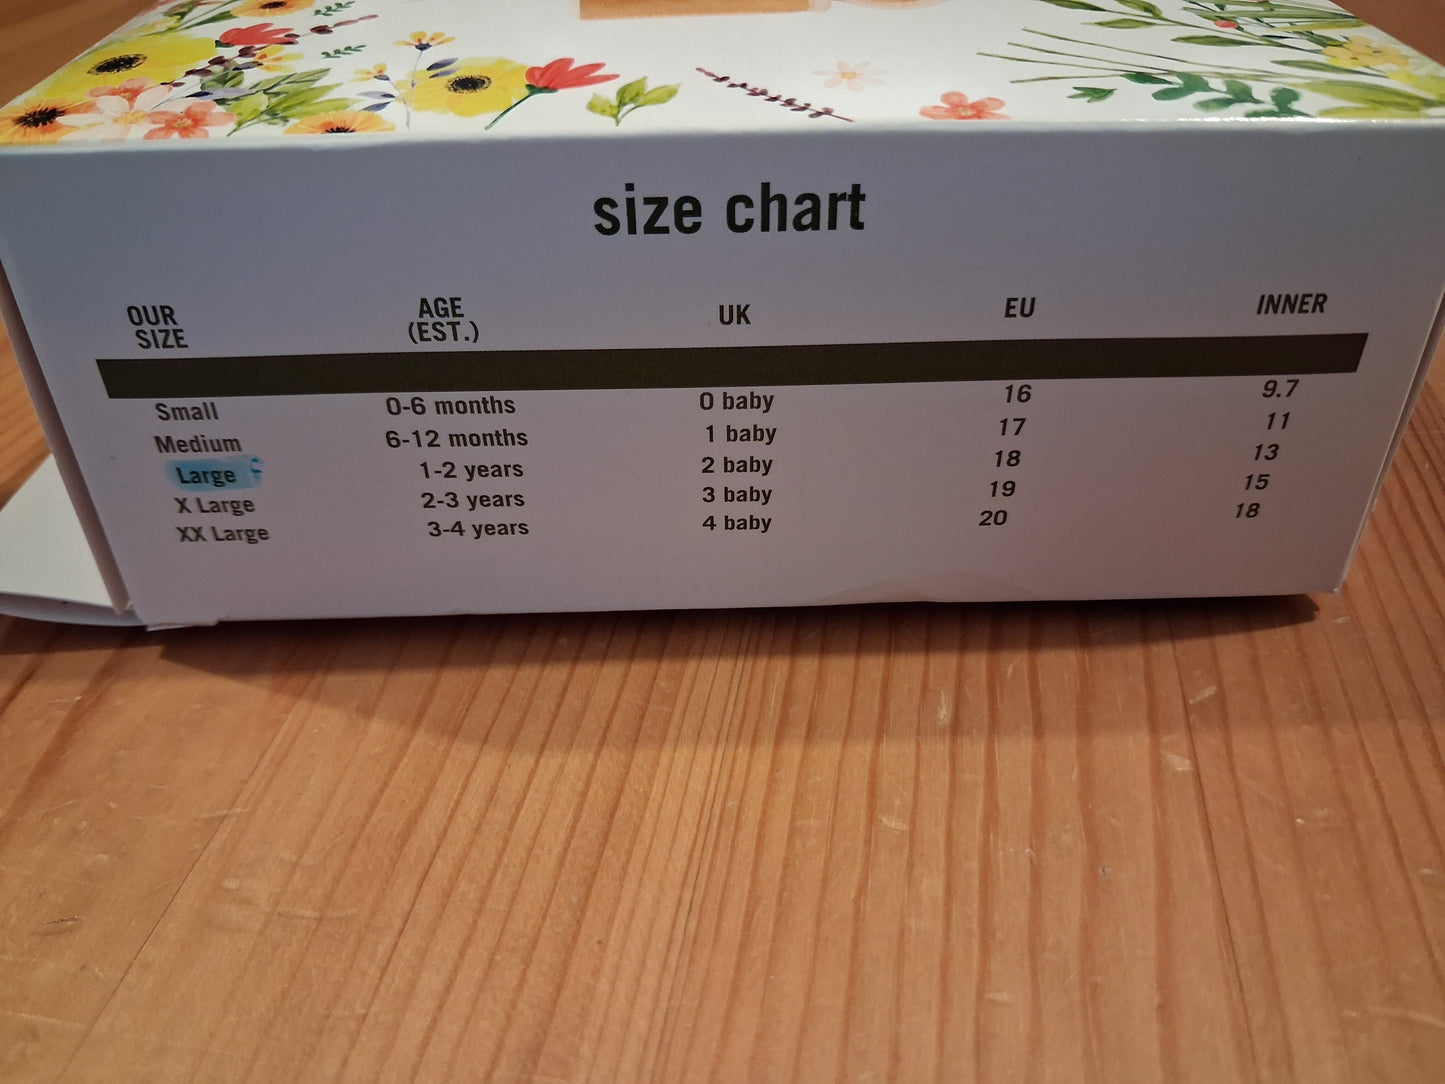 size chart
OUR SIZE AGE (EST.) UK EU INNER
Small 0-6 months 0 baby 16 9.7
Medium 6-12 months 1 baby 17 11
Large 1-2 years 2 baby 18 13
X Large 2-3 years 3 baby 19 15
XX Large 3-4 years 4 baby 20 18